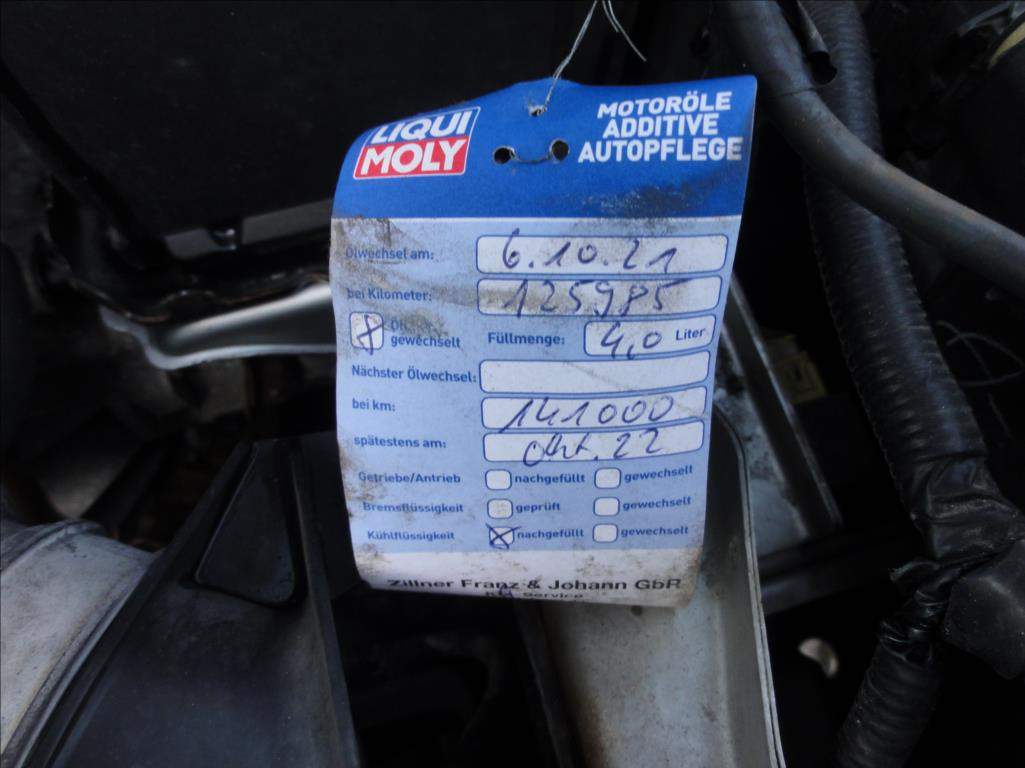 LIQUI
MOLY
MOTORÖLE
ADDITIVE
AUTOPFLEGE
Ölwechsel am: 6.10.21
bei Kilometer: 125985
gewechselt Füllmenge: 4,0 Liter
Nächster Ölwechsel:
bei km: 141000
spätestens am: Okt. 22
Getriebe/Antrieb nachgefüllt gewechselt
Bremsflüssigkeit geprüft gewechselt
Kühlflüssigkeit nachgefüllt gewechselt
Zillner Franz & Johann GbR